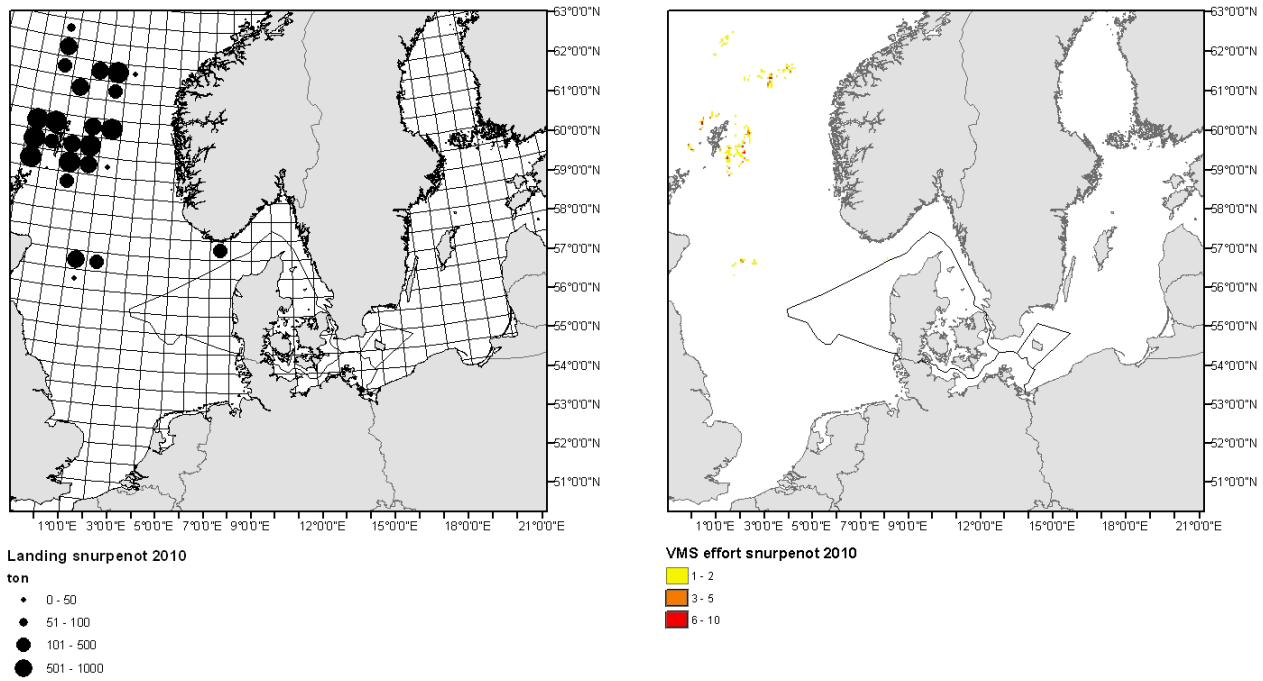 63°0'0"N
62°0'0"N
61°0'0"N
60°0'0"N
59°0'0"N
58°0'0"N
57°0'0"N
56°0'0"N
55°0'0"N
54°0'0"N
53°0'0"N
52°0'0"N
51°0'0"N
1°0'0"E 3°0'0"E 5°0'0"E 7°0'0"E 9°0'0"E 12°0'0"E 15°0'0"E 18°0'0"E 21°0'0"E
Landing snurpenot 2010
ton
0 - 50
51 - 100
101 - 500
501 - 1000
63°0'0"N
62°0'0"N
61°0'0"N
60°0'0"N
59°0'0"N
58°0'0"N
57°0'0"N
56°0'0"N
55°0'0"N
54°0'0"N
53°0'0"N
52°0'0"N
51°0'0"N
1°0'0"E 3°0'0"E 5°0'0"E 7°0'0"E 9°0'0"E 12°0'0"E 15°0'0"E 18°0'0"E 21°0'0"E
VMS effort snurpenot 2010
1 - 2
3 - 5
6 - 10